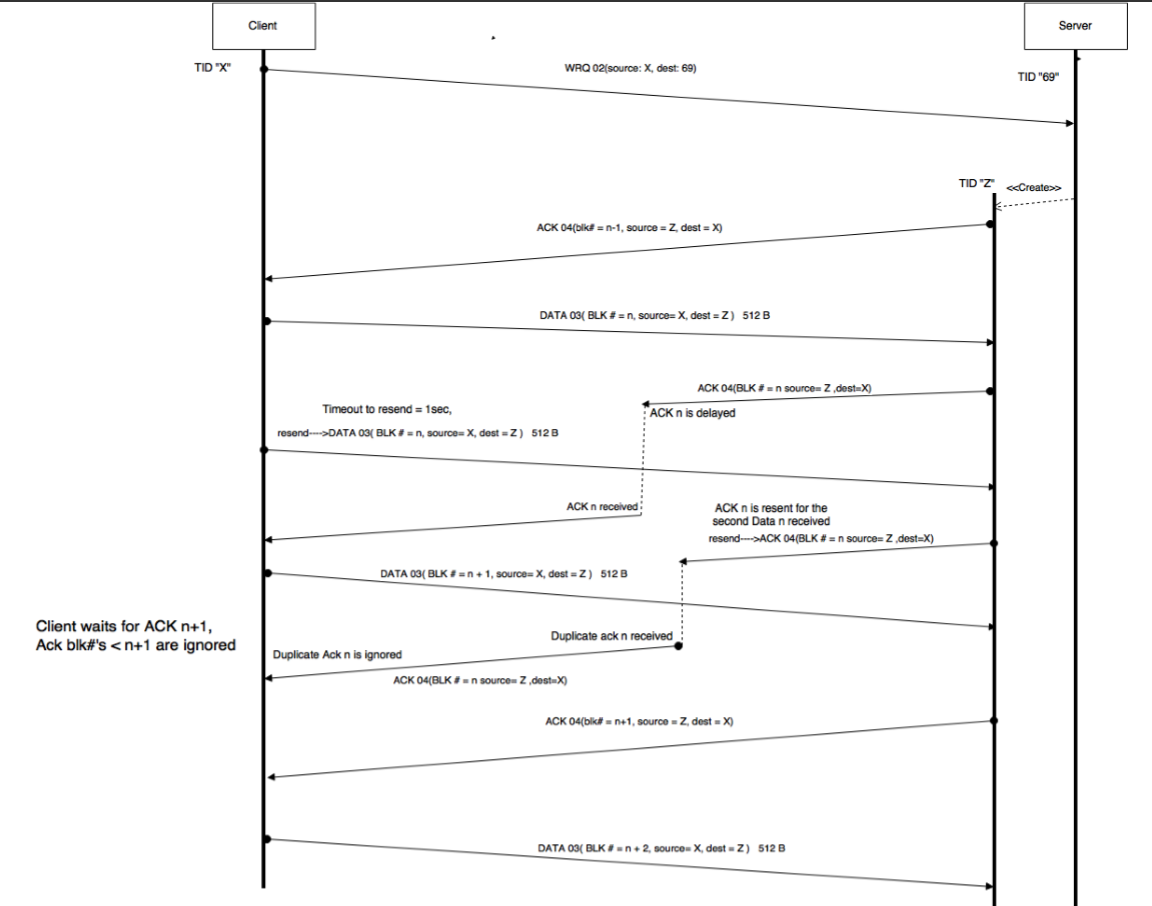 Client
Server
TID "X"
WRQ 02(source: X, dest: 69)
TID "69"
TID "Z"
<<Create>>
ACK 04(blk# = n-1, source = Z, dest = X)
DATA 03( BLK # = n, source= X, dest = Z )   512 B
ACK 04(BLK # = n source= Z ,dest=X)
Timeout to resend = 1sec,
ACK n is delayed
resend---->DATA 03( BLK # = n, source= X, dest = Z )   512 B
ACK n received
ACK n is resent for the
second Data n received
resend---->ACK 04(BLK # = n source= Z ,dest=X)
DATA 03( BLK # = n + 1, source= X, dest = Z )   512 B
Client waits for ACK n+1,
Ack blk#'s < n+1 are ignored
Duplicate ack n received
Duplicate Ack n is ignored
ACK 04(BLK # = n source= Z ,dest=X)
ACK 04(blk# = n+1, source = Z, dest = X)
DATA 03( BLK # = n + 2, source= X, dest = Z )   512 B